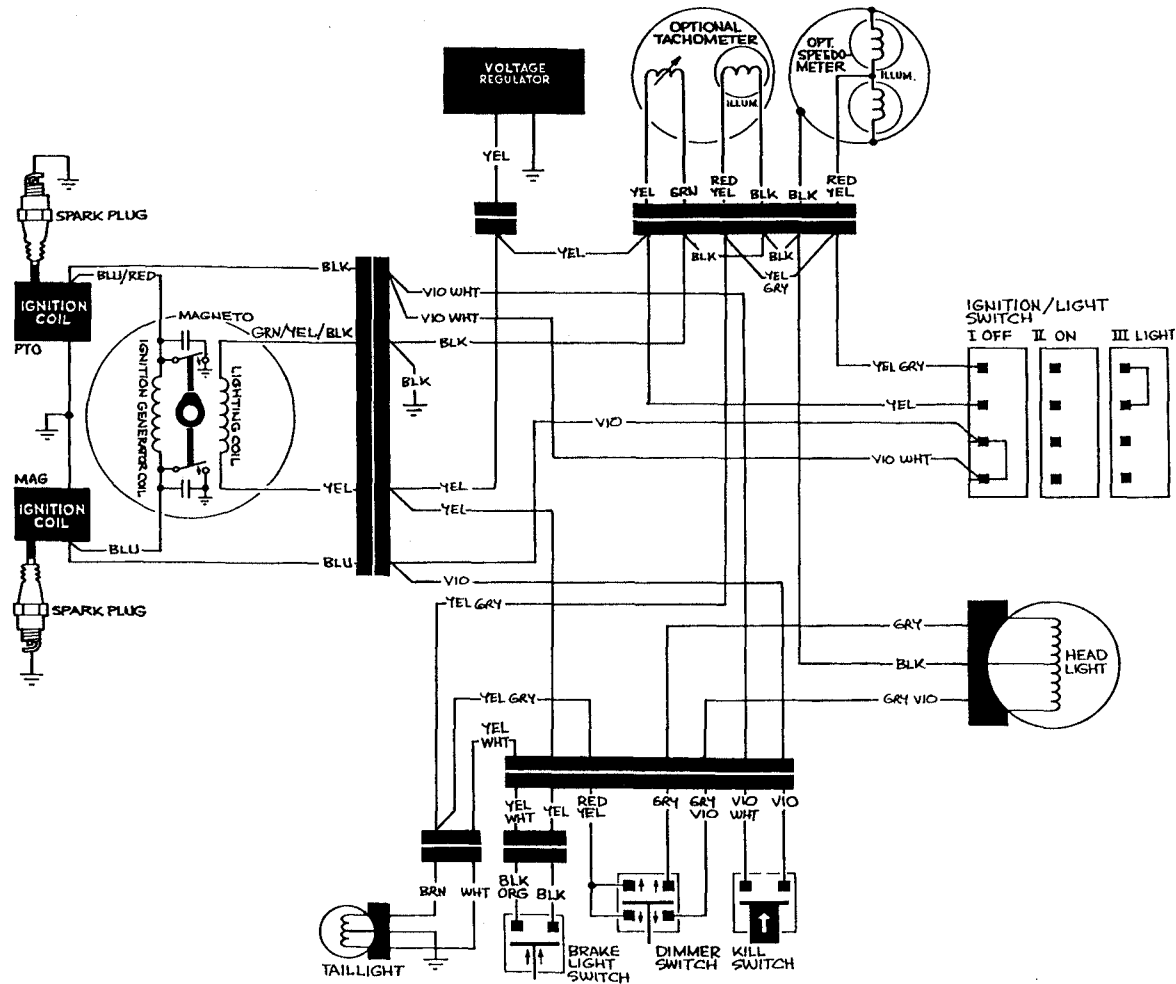 OPTIONAL
TACHOMETER
ILLUM.
OPT.
SPEEDO
METER
ILLUM.
VOLTAGE
REGULATOR
YEL
YEL
GRN
RED
YEL
BLK
BLK
RED
YEL
YEL
BLK
BLK
YEL
GRY
SPARK PLUG
BLU/RED
BLK
IGNITION
COIL
PTO
MAGNETO
GRN/YEL/BLK
IGNITION GENERATOR COIL
LIGHTING COIL
VIO WHT
VIO WHT
BLK
BLK
IGNITION/LIGHT
SWITCH
I OFF
II ON
III LIGHT
YEL GRY
YEL
VIO
VIO WHT
MAG
IGNITION
COIL
YEL
YEL
YEL
BLU
BLU
VIO
SPARK PLUG
YEL GRY
GRY
BLK
GRY VIO
HEAD
LIGHT
YEL GRY
YEL
WHT
YEL
WHT
YEL
RED
YEL
GRY
GRY
VIO
VIO
WHT
VIO
BRN
WHT
BLK
ORG
BLK
TAILLIGHT
BRAKE
LIGHT
SWITCH
DIMMER
SWITCH
KILL
SWITCH